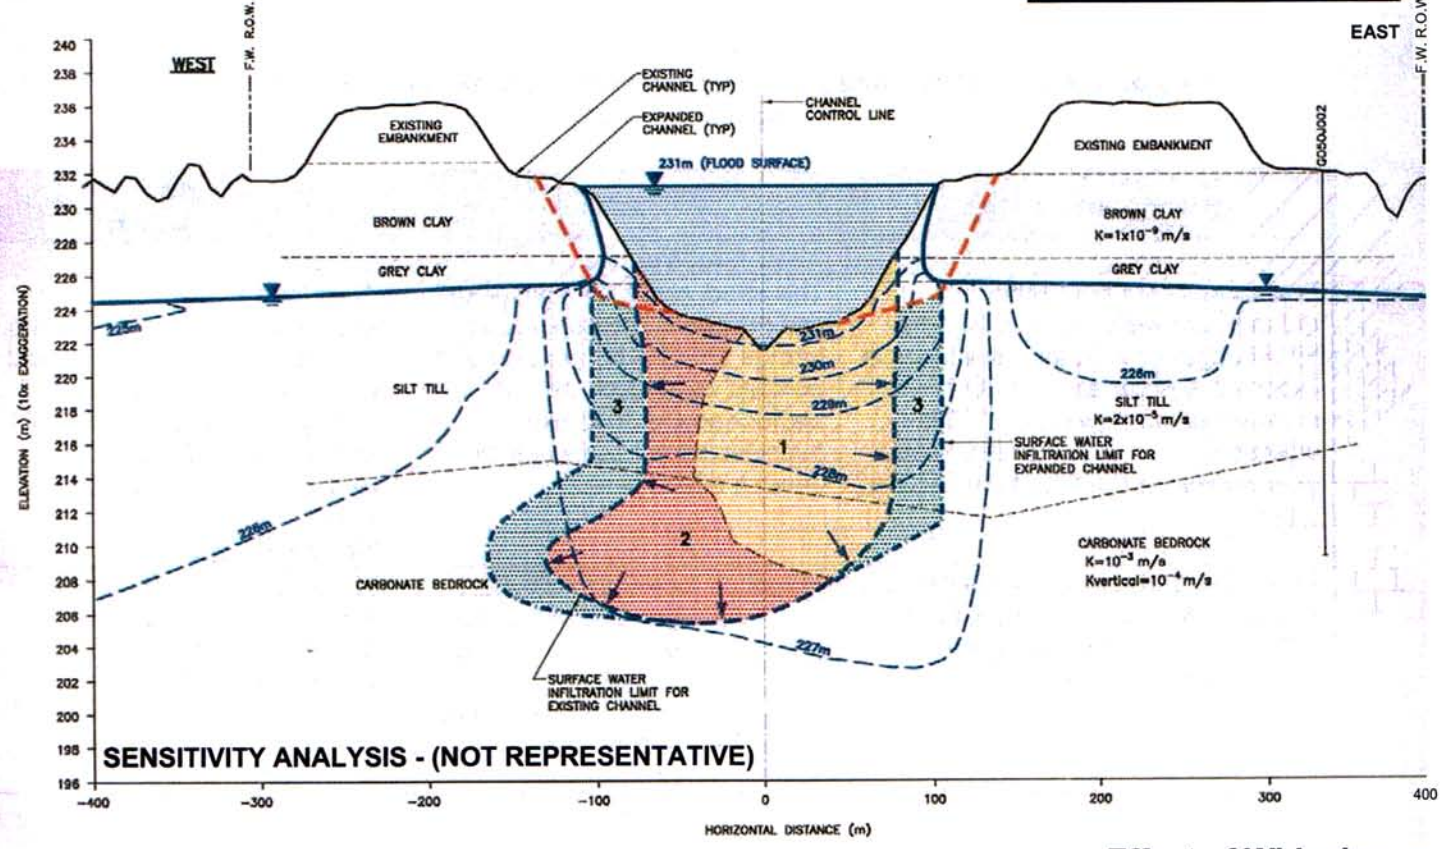 EAST
F.W. R.O.W.
F.W. R.O.W.
WEST
EXISTING
CHANNEL (TYP)
EXPANDED
CHANNEL (TYP)
CHANNEL
CONTROL LINE
231m (FLOOD SURFACE)
EXISTING
EMBANKMENT
EXISTING EMBANKMENT
G05OJ002
BROWN CLAY
BROWN CLAY
K=1x10⁻⁹ m/s
GREY CLAY
GREY CLAY
225m
231m
230m
229m
228m
226m
SILT TILL
SILT TILL
K=2x10⁻⁵ m/s
3
3
1
2
SURFACE WATER
INFILTRATION LIMIT FOR
EXPANDED CHANNEL
226m
CARBONATE BEDROCK
CARBONATE BEDROCK
K=10⁻³ m/s
Kvertical=10⁻⁴ m/s
227m
SURFACE WATER
INFILTRATION LIMIT FOR
EXISTING CHANNEL
SENSITIVITY ANALYSIS - (NOT REPRESENTATIVE)
ELEVATION (m) (10x EXAGGERATION)
240
238
236
234
232
230
228
226
224
222
220
218
216
214
212
210
208
206
204
202
200
198
196
-400
-300
-200
-100
0
100
200
300
400
HORIZONTAL DISTANCE (m)